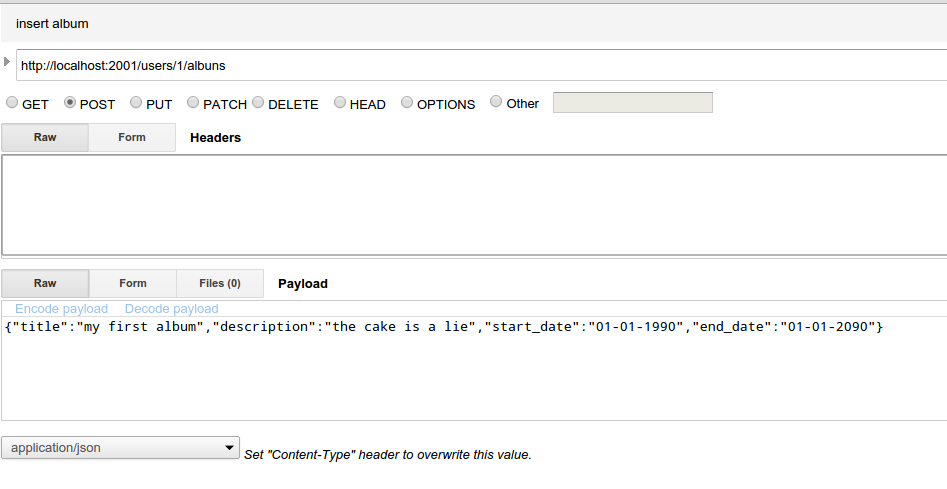 insert album
http://localhost:2001/users/1/albuns
GET POST PUT PATCH DELETE HEAD OPTIONS Other
Raw Form Headers
Raw Form Files (0) Payload
Encode payload Decode payload
{"title":"my first album","description":"the cake is a lie","start_date":"01-01-1990","end_date":"01-01-2090"}
application/json Set "Content-Type" header to overwrite this value.